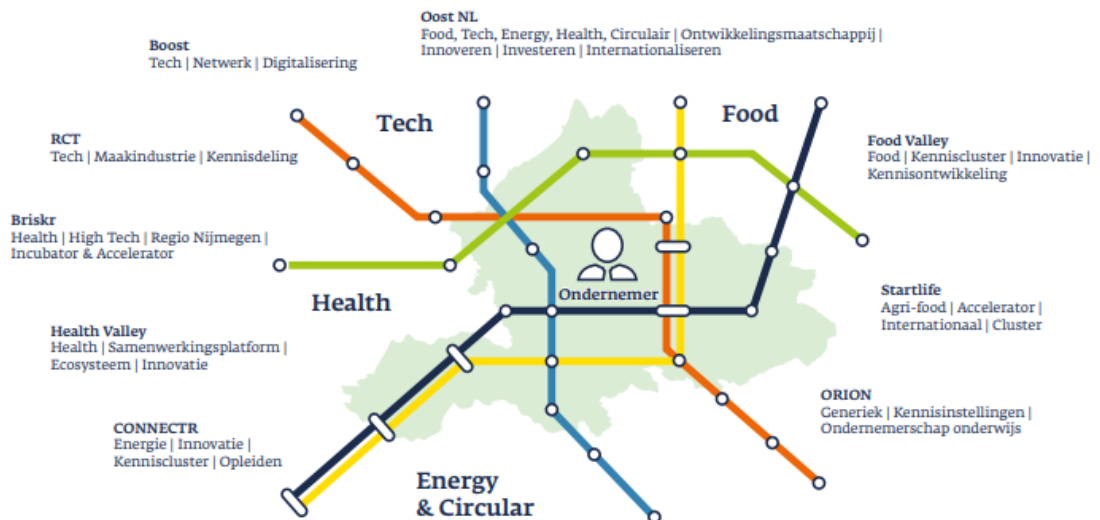 Oost NL
Food, Tech, Energy, Health, Circulair | Ontwikkelingsmaatschappij |
Innoveren | Investeren | Internationaliseren
Boost
Tech | Netwerk | Digitalisering
Tech
Food
RCT
Tech | Maakindustrie | Kennisdeling
Food Valley
Food | Kenniscluster | Innovatie |
Kennisontwikkeling
Briskr
Health | High Tech | Regio Nijmegen |
Incubator & Accelerator
Ondernemer
Health
Startlife
Agri-food | Accelerator |
Internationaal | Cluster
Health Valley
Health | Samenwerkingsplatform |
Ecosysteem | Innovatie
ORION
Generiek | Kennisinstellingen |
Ondernemerschap onderwijs
CONNECTR
Energie | Innovatie |
Kenniscluster | Opleiden
Energy
& Circular